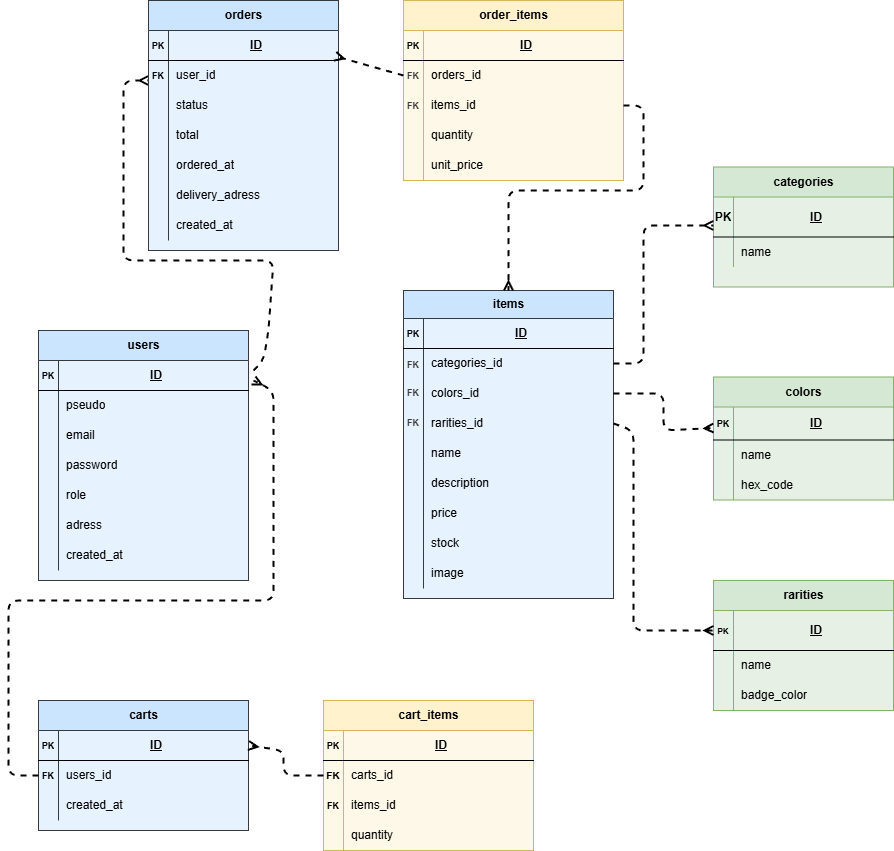 orders
PK ID
FK user_id
status
total
ordered_at
delivery_adress
created_at
order_items
PK ID
FK orders_id
FK items_id
quantity
unit_price
categories
PK ID
name
items
PK ID
FK categories_id
FK colors_id
FK rarities_id
name
description
price
stock
image
users
PK ID
pseudo
email
password
role
adress
created_at
colors
PK ID
name
hex_code
rarities
PK ID
name
badge_color
carts
PK ID
FK users_id
created_at
cart_items
PK ID
FK carts_id
FK items_id
quantity